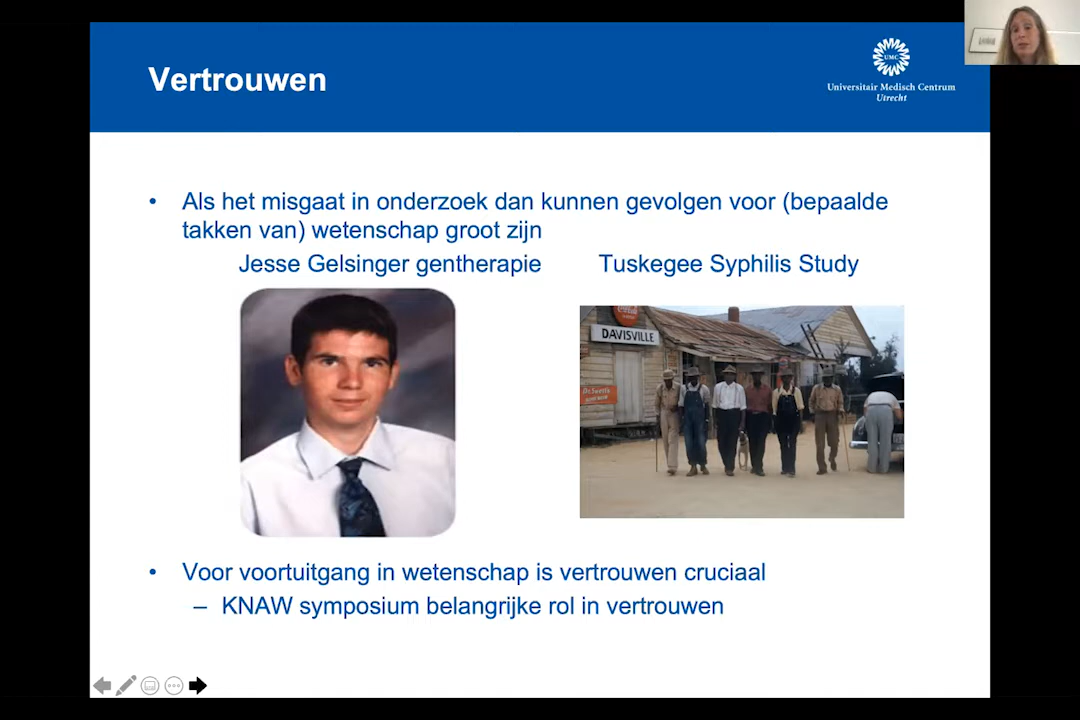 Vertrouwen
UMC
Universitair Medisch Centrum
Utrecht
• Als het misgaat in onderzoek dan kunnen gevolgen voor (bepaalde
takken van) wetenschap groot zijn
Jesse Gelsinger gentherapie
Tuskegee Syphilis Study
Coca-Cola
DAVISVILLE
• Voor voortuitgang in wetenschap is vertrouwen cruciaal
– KNAW symposium belangrijke rol in vertrouwen